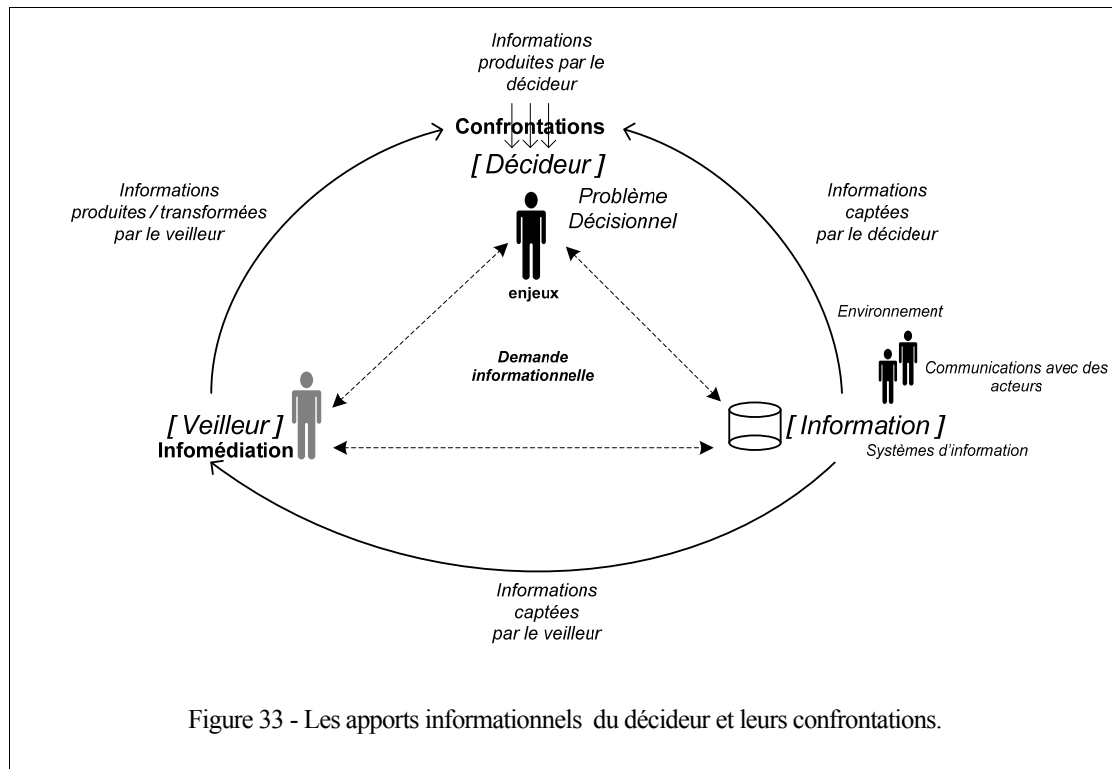 Informations
produites par le
décideur
Confrontations
[ Décideur ]
Informations
produites / transformées
par le veilleur
Problème
Décisionnel
Informations
captées
par le décideur
enjeux
Environnement
Demande
informationnelle
Communications avec des
acteurs
[ Veilleur ]
Infomédiation
[ Information ]
Systèmes d'information
Informations
captées
par le veilleur
Figure 33 - Les apports informationnels du décideur et leurs confrontations.